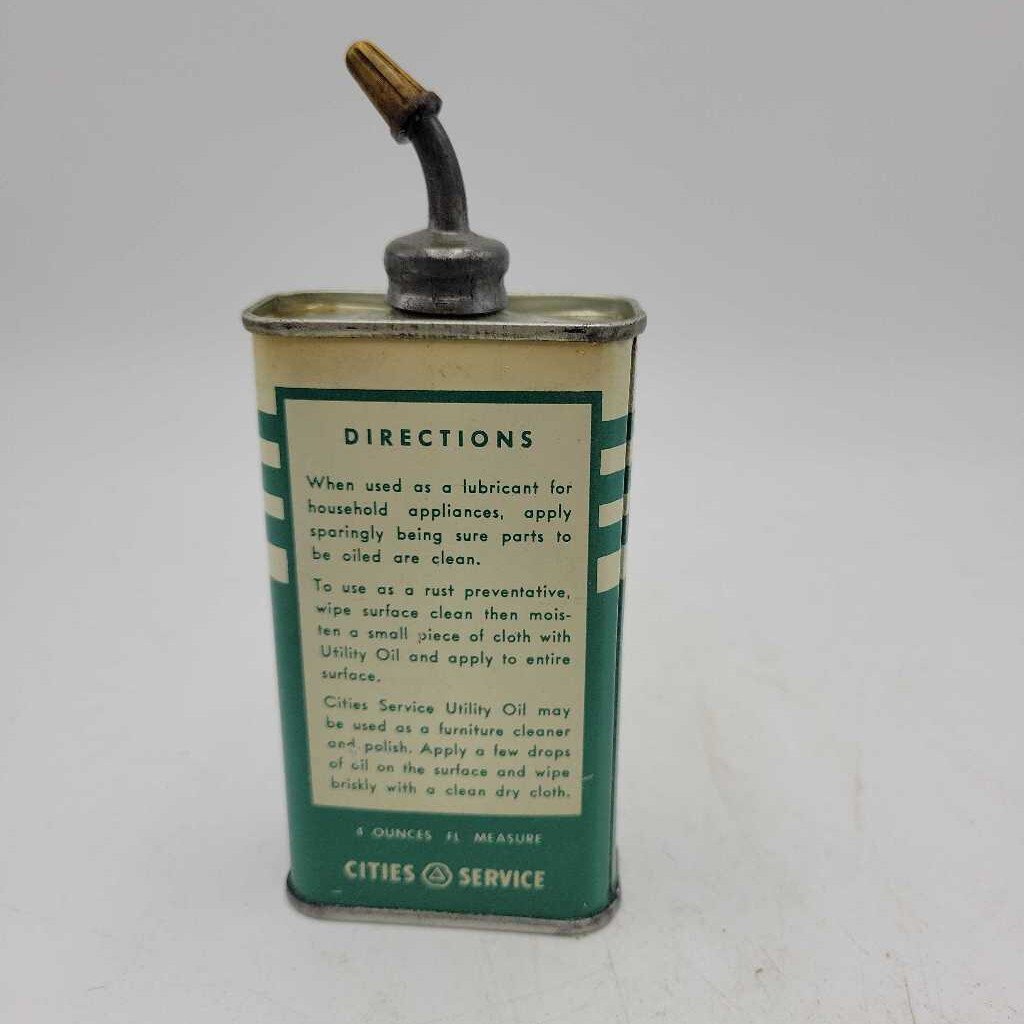 DIRECTIONS
When used as a lubricant for
household appliances, apply
sparingly being sure parts to
be oiled are clean.
To use as a rust preventative,
wipe surface clean then mois-
ten a small piece of cloth with
Utility Oil and apply to entire
surface.
Cities Service Utility Oil may
be used as a furniture cleaner
and polish. Apply a few drops
of oil on the surface and wipe
briskly with a clean dry cloth.
4 OUNCES FL MEASURE
CITIES SERVICE